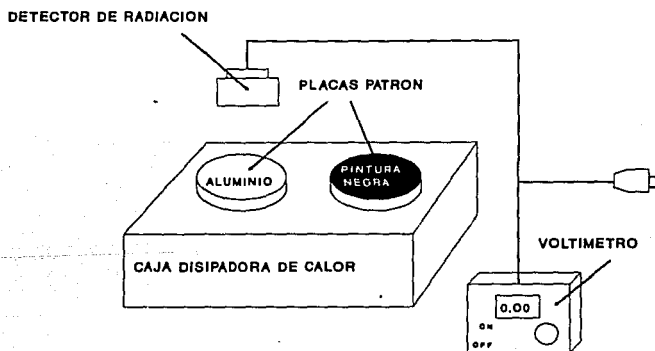 DETECTOR DE RADIACION
PLACAS PATRON
ALUMINIO
PINTURA
NEGRA
CAJA DISIPADORA DE CALOR
VOLTIMETRO
0.00
ON
OFF